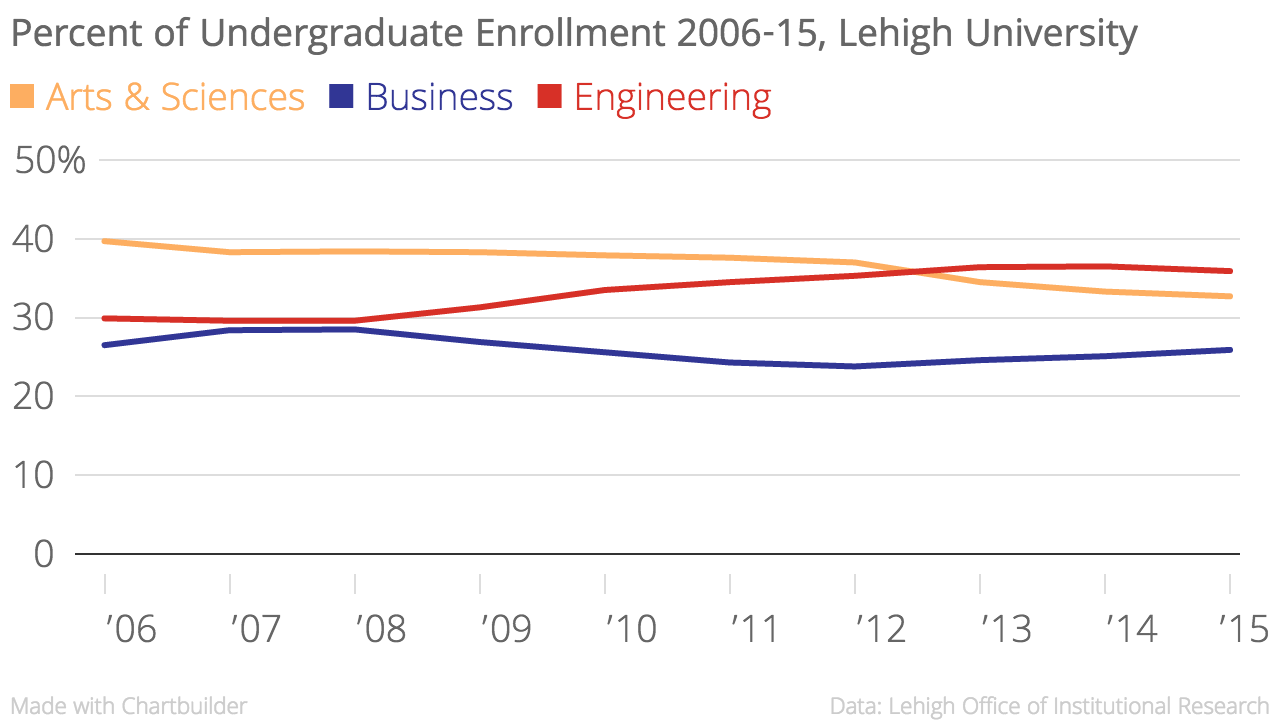 Percent of Undergraduate Enrollment 2006-15, Lehigh University
Arts & Sciences Business Engineering
50%
40
30
20
10
0
’06 ’07 ’08 ’09 ’10 ’11 ’12 ’13 ’14 ’15
Made with Chartbuilder Data: Lehigh Office of Institutional Research